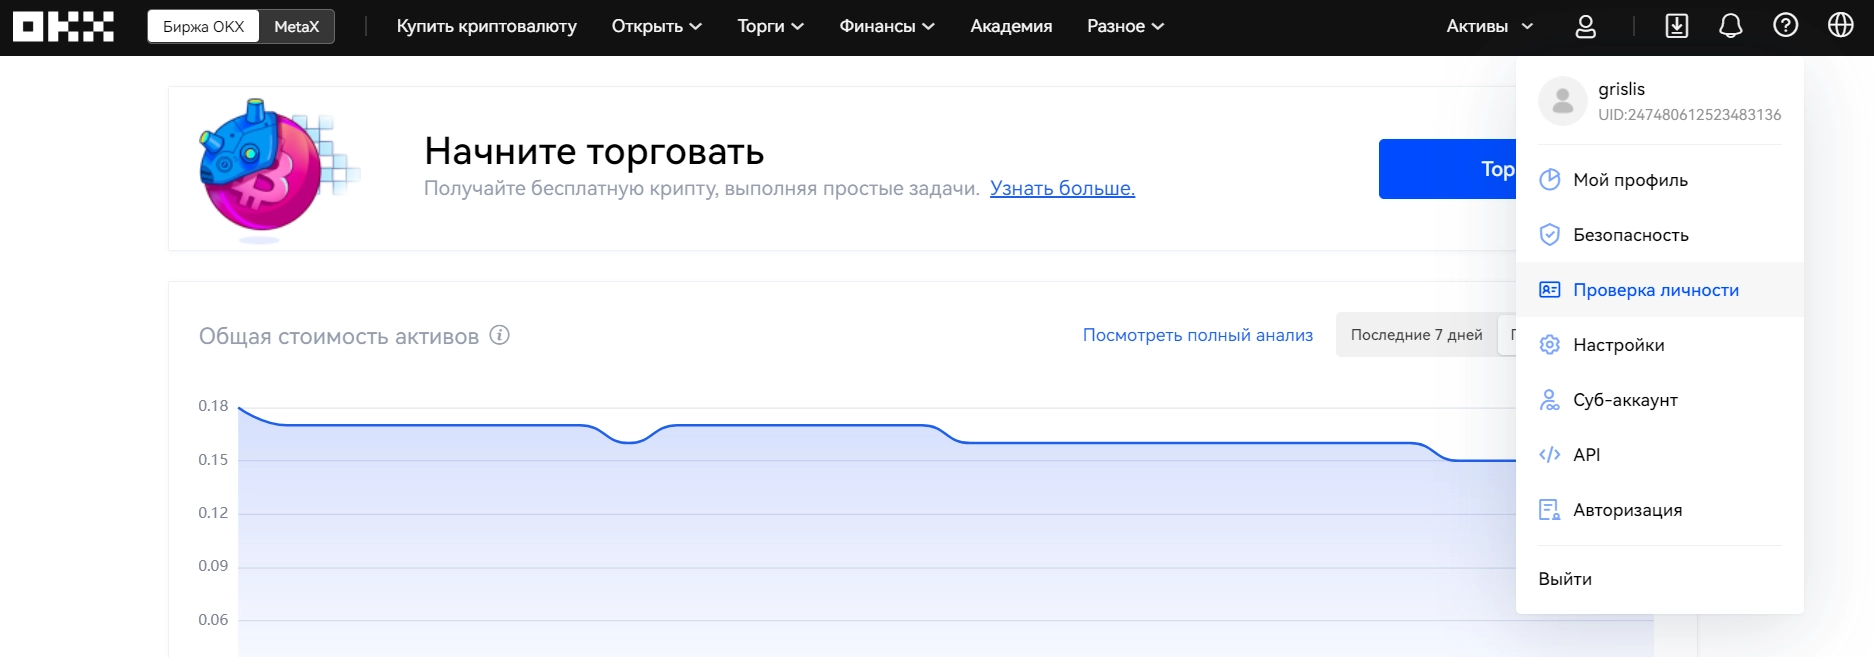 OKX
Биржа OKX MetaX Купить криптовалюту Открыть Торги Финансы Академия Разное Активы
grislis
UID:247480612523483136
Мой профиль
Безопасность
Проверка личности
Настройки
Суб-аккаунт
API
Авторизация
Выйти
Начните торговать
Получайте бесплатную крипту, выполняя простые задачи. Узнать больше.
Тор
Общая стоимость активов
Посмотреть полный анализ
Последние 7 дней
0.18
0.15
0.12
0.09
0.06